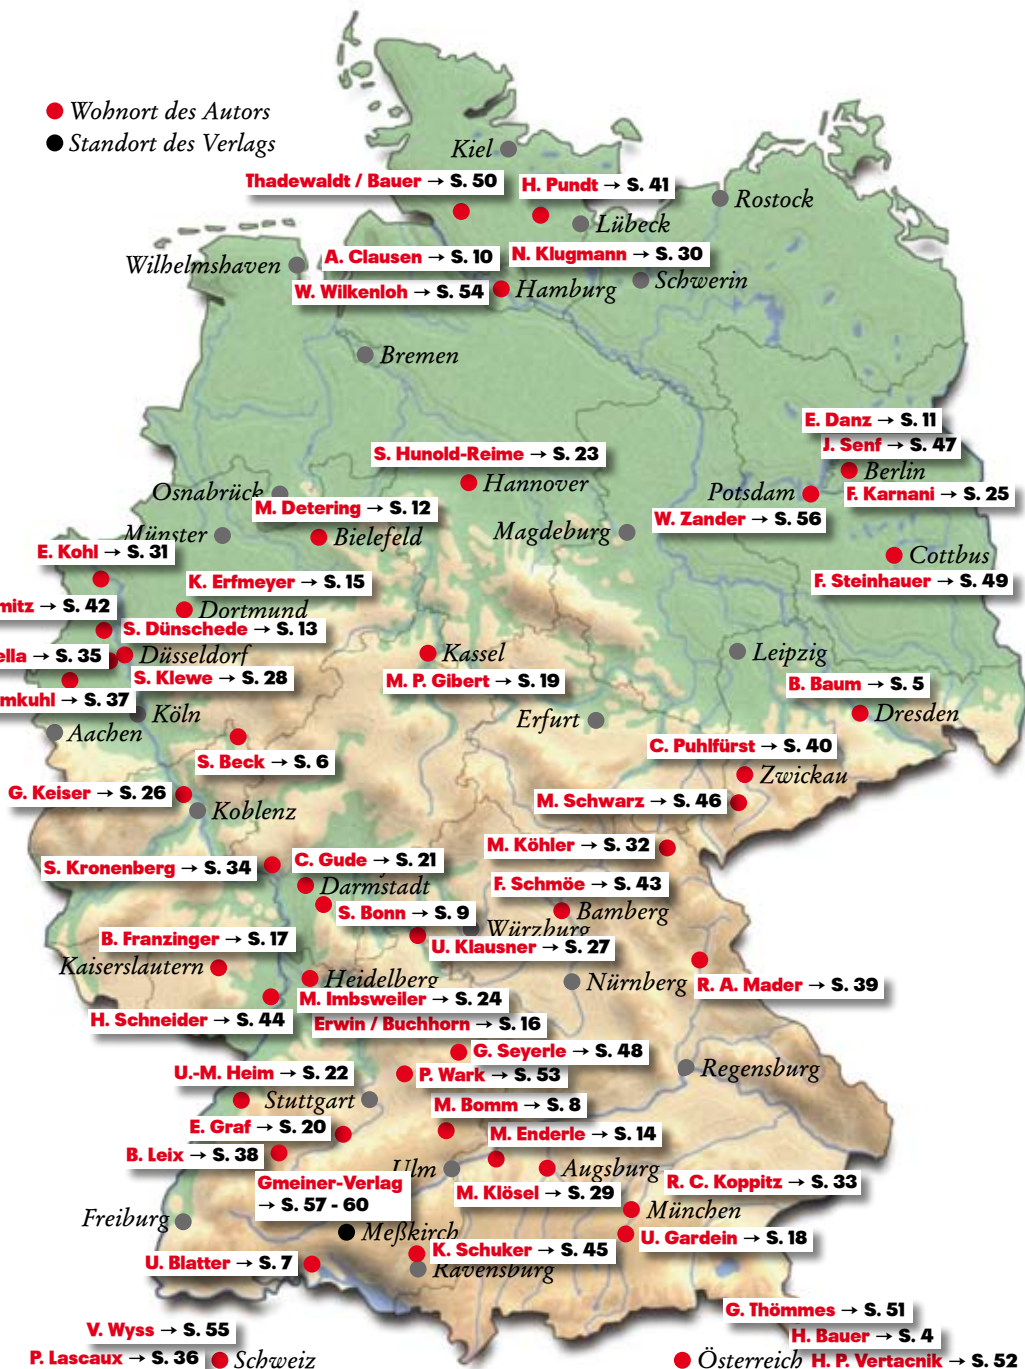 Wohnort des Autors
Standort des Verlags
Kiel
Thadewaldt / Bauer → S. 50
H. Pundt → S. 41
Rostock
Lübeck
A. Clausen → S. 10
N. Klugmann → S. 30
Wilhelmshaven
Schwerin
W. Wilkenloh → S. 54
Hamburg
Bremen
E. Danz → S. 11
J. Senf → S. 47
S. Hunold-Reime → S. 23
Berlin
Hannover
Osnabrück
Potsdam
F. Karnani → S. 25
M. Detering → S. 12
W. Zander → S. 56
Münster
Bielefeld
Magdeburg
E. Kohl → S. 31
Cottbus
K. Erfmeyer → S. 15
F. Steinhauer → S. 49
mitz → S. 42
Dortmund
S. Dünschede → S. 13
ella → S. 35
Düsseldorf
Kassel
Leipzig
S. Klewe → S. 28
M. P. Gibert → S. 19
B. Baum → S. 5
mkuhl → S. 37
Köln
Erfurt
Dresden
Aachen
C. Puhlfürst → S. 40
S. Beck → S. 6
Zwickau
G. Keiser → S. 26
M. Schwarz → S. 46
Koblenz
M. Köhler → S. 32
S. Kronenberg → S. 34
C. Gude → S. 21
Darmstadt
F. Schmöe → S. 43
S. Bonn → S. 9
Bamberg
Würzburg
B. Franzinger → S. 17
U. Klausner → S. 27
Kaiserslautern
Heidelberg
Nürnberg
R. A. Mader → S. 39
M. Imbsweiler → S. 24
H. Schneider → S. 44
Erwin / Buchhorn → S. 16
G. Seyerle → S. 48
Regensburg
U.-M. Heim → S. 22
P. Wark → S. 53
Stuttgart
M. Bomm → S. 8
E. Graf → S. 20
M. Enderle → S. 14
B. Leix → S. 38
Ulm
Augsburg
Gmeiner-Verlag
→ S. 57 - 60
R. C. Koppitz → S. 33
M. Klösel → S. 29
München
Freiburg
Meßkirch
U. Gardein → S. 18
K. Schuker → S. 45
U. Blatter → S. 7
Ravensburg
G. Thömmes → S. 51
V. Wyss → S. 55
H. Bauer → S. 4
P. Lascaux → S. 36
Schweiz
Österreich
H. P. Vertacnik → S. 52